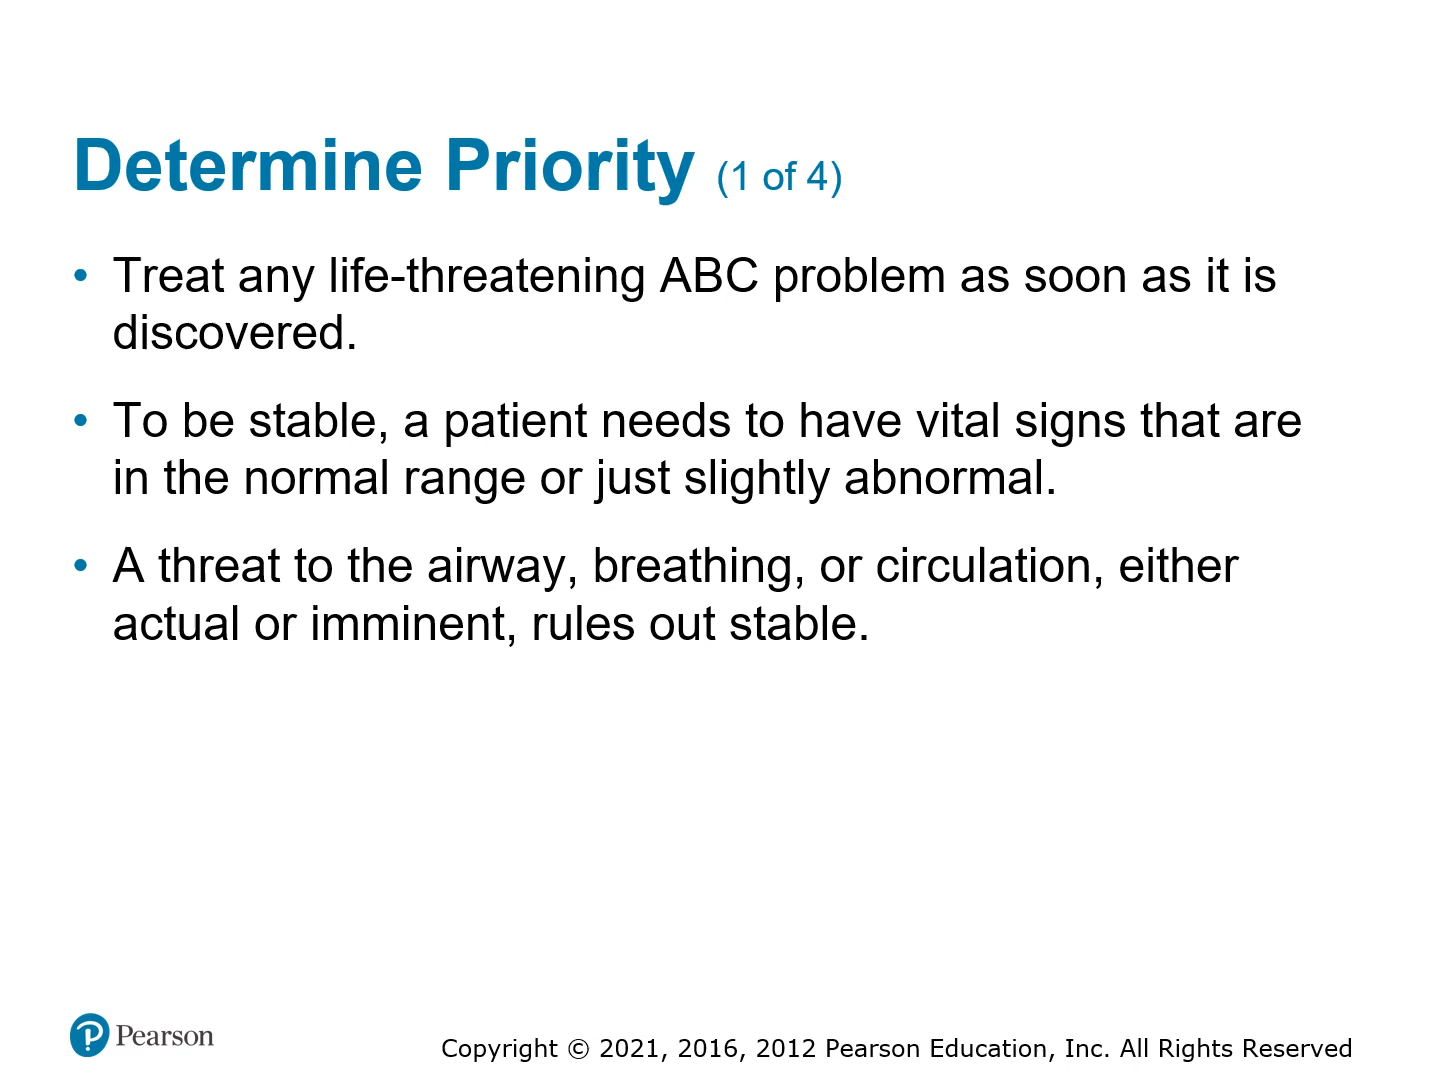 Determine Priority (1 of 4)
• Treat any life-threatening ABC problem as soon as it is
discovered.
• To be stable, a patient needs to have vital signs that are
in the normal range or just slightly abnormal.
• A threat to the airway, breathing, or circulation, either
actual or imminent, rules out stable.
Pearson
Copyright © 2021, 2016, 2012 Pearson Education, Inc. All Rights Reserved